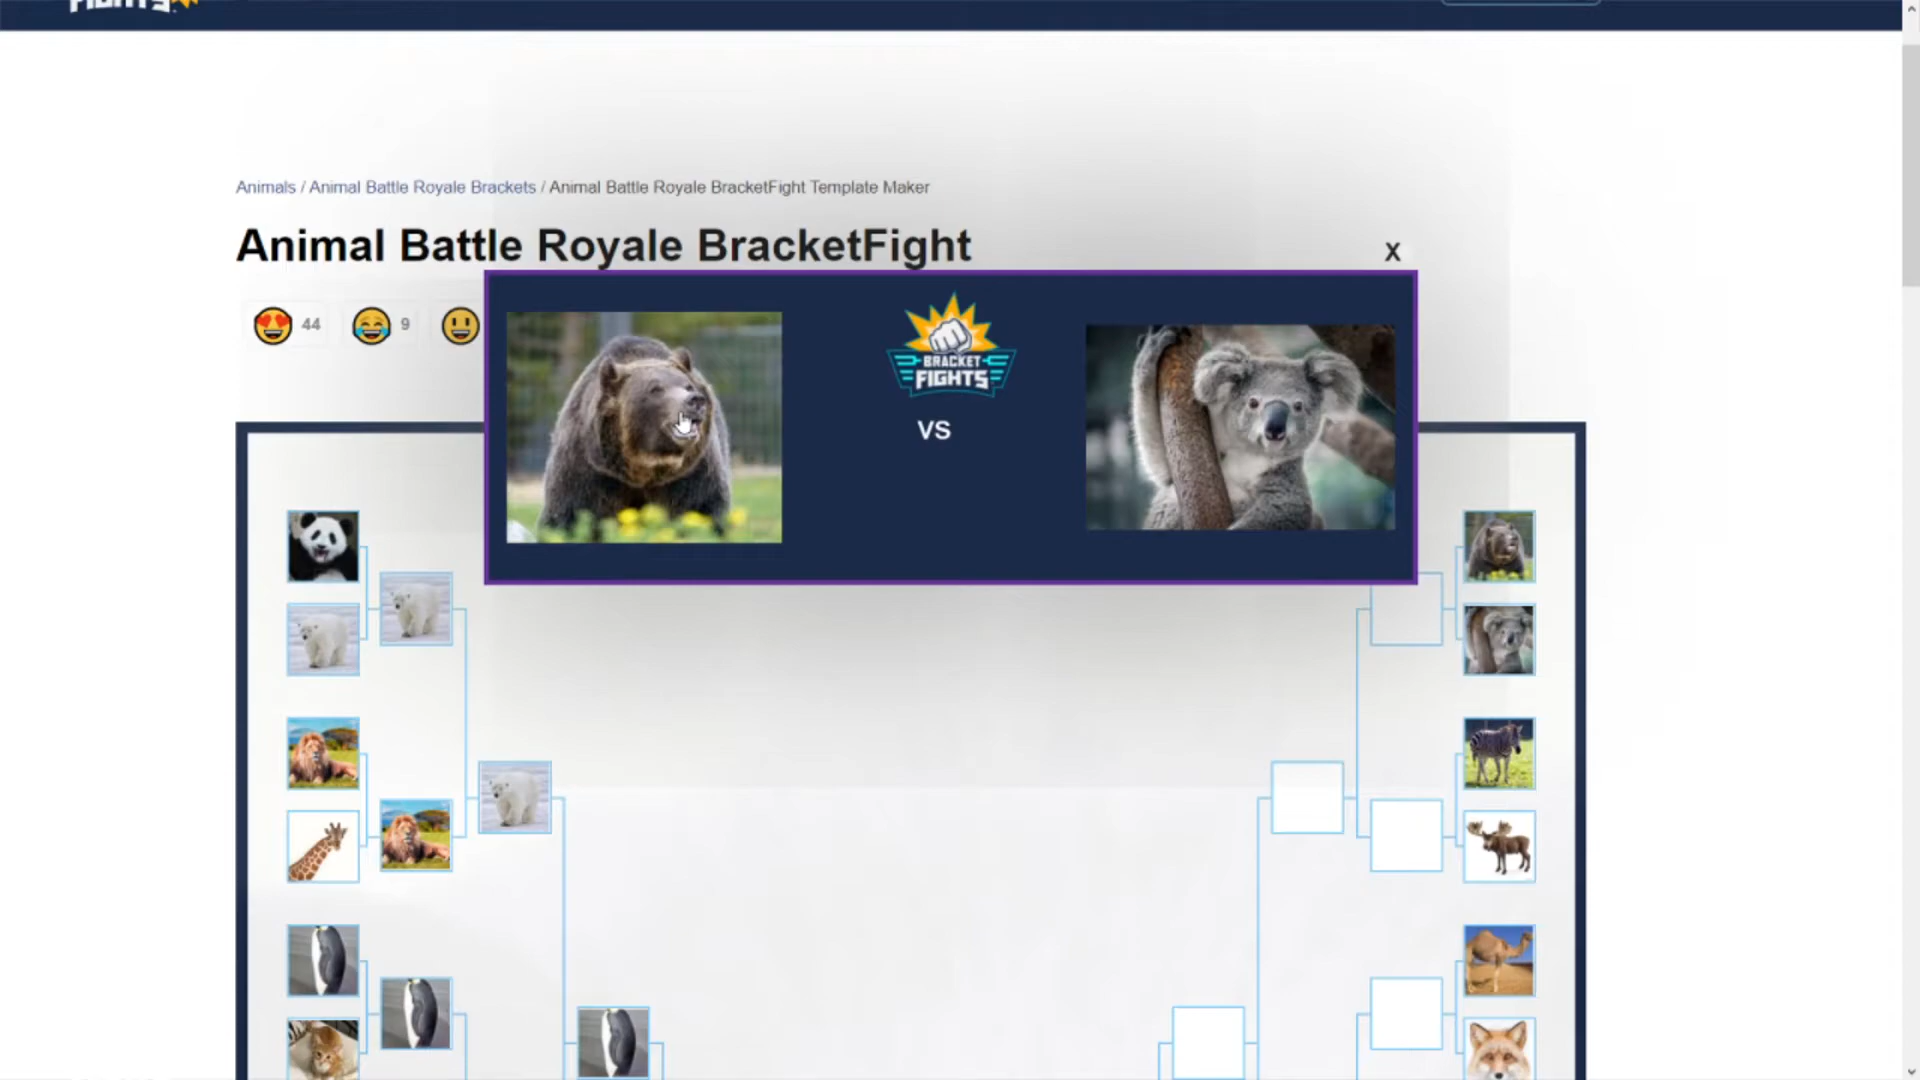 FIGHTS
Animals / Animal Battle Royale Brackets / Animal Battle Royale BracketFight Template Maker
Animal Battle Royale BracketFight
X
44
9
BRACKET
FIGHTS
VS